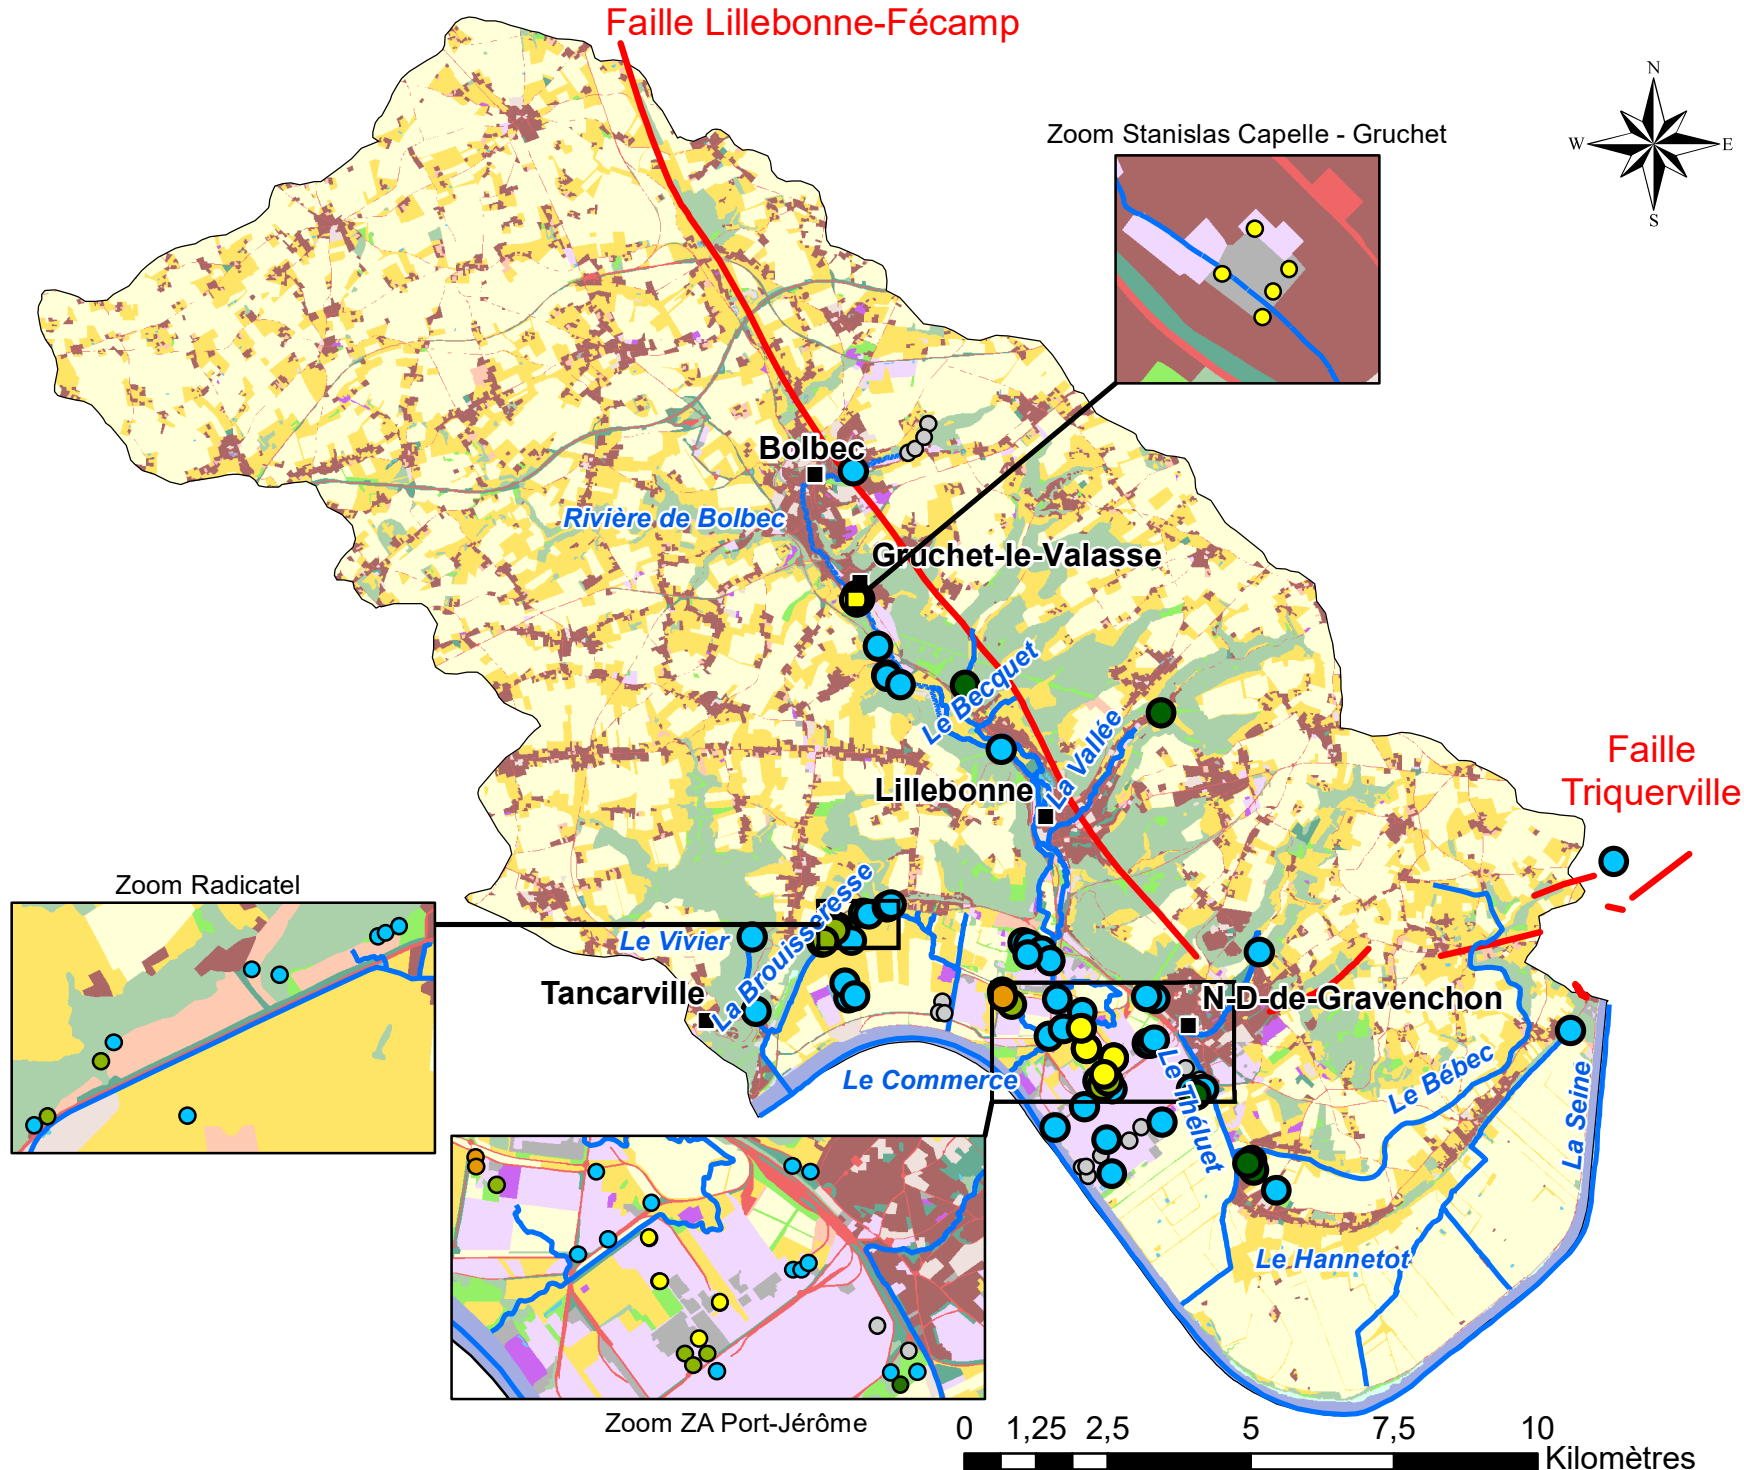 Faille Lillebonne-Fécamp
N
W
E
S
Zoom Stanislas Capelle - Gruchet
Bolbec
Rivière de Bolbec
Gruchet-le-Valasse
Le Becquet
La Vallée
Lillebonne
Faille
Triquerville
Zoom Radicatel
La Brouisseresse
Le Vivier
Tancarville
N-D-de-Gravenchon
Le Commerce
Le Théluet
Le Bébec
La Seine
Le Hannetot
Zoom ZA Port-Jérôme
0 1,25 2,5 5 7,5 10
Kilomètres